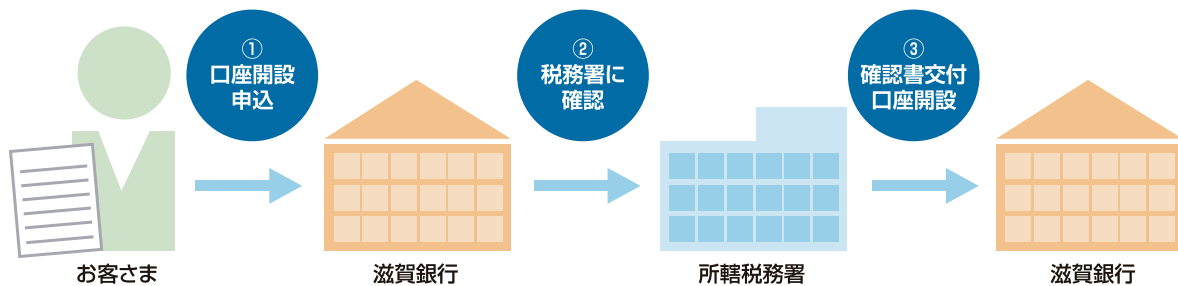 ①
口座開設
申込
②
税務署に
確認
③
確認書交付
口座開設
お客さま
滋賀銀行
所轄税務署
滋賀銀行